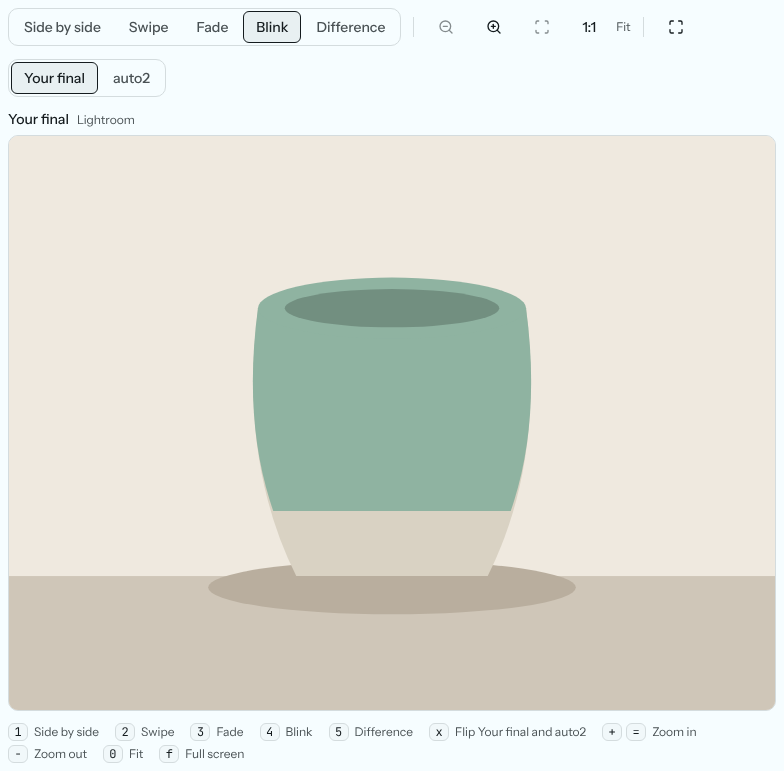 Side by side Swipe Fade Blink Difference 1:1 Fit
Your final auto2
Your final Lightroom
1 Side by side 2 Swipe 3 Fade 4 Blink 5 Difference x Flip Your final and auto2 + = Zoom in
- Zoom out 0 Fit f Full screen